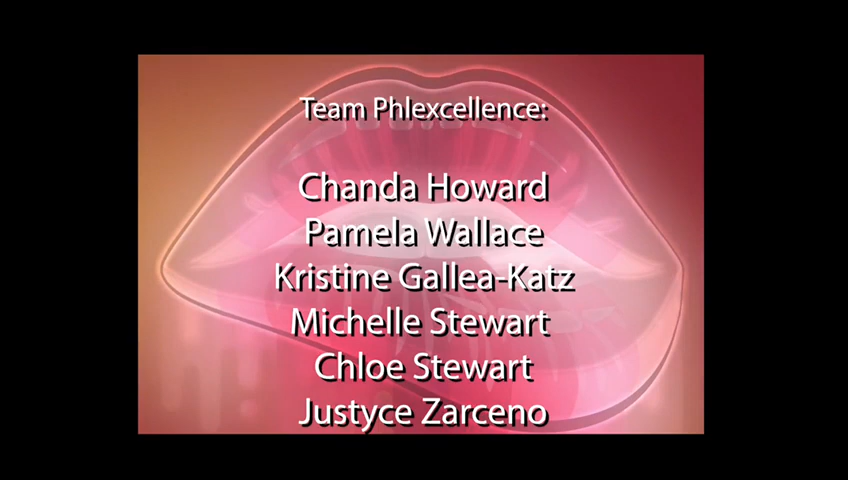 Team Phlexcellence:
Chanda Howard
Pamela Wallace
Kristine Gallea-Katz
Michelle Stewart
Chloe Stewart
Justyce Zarceno